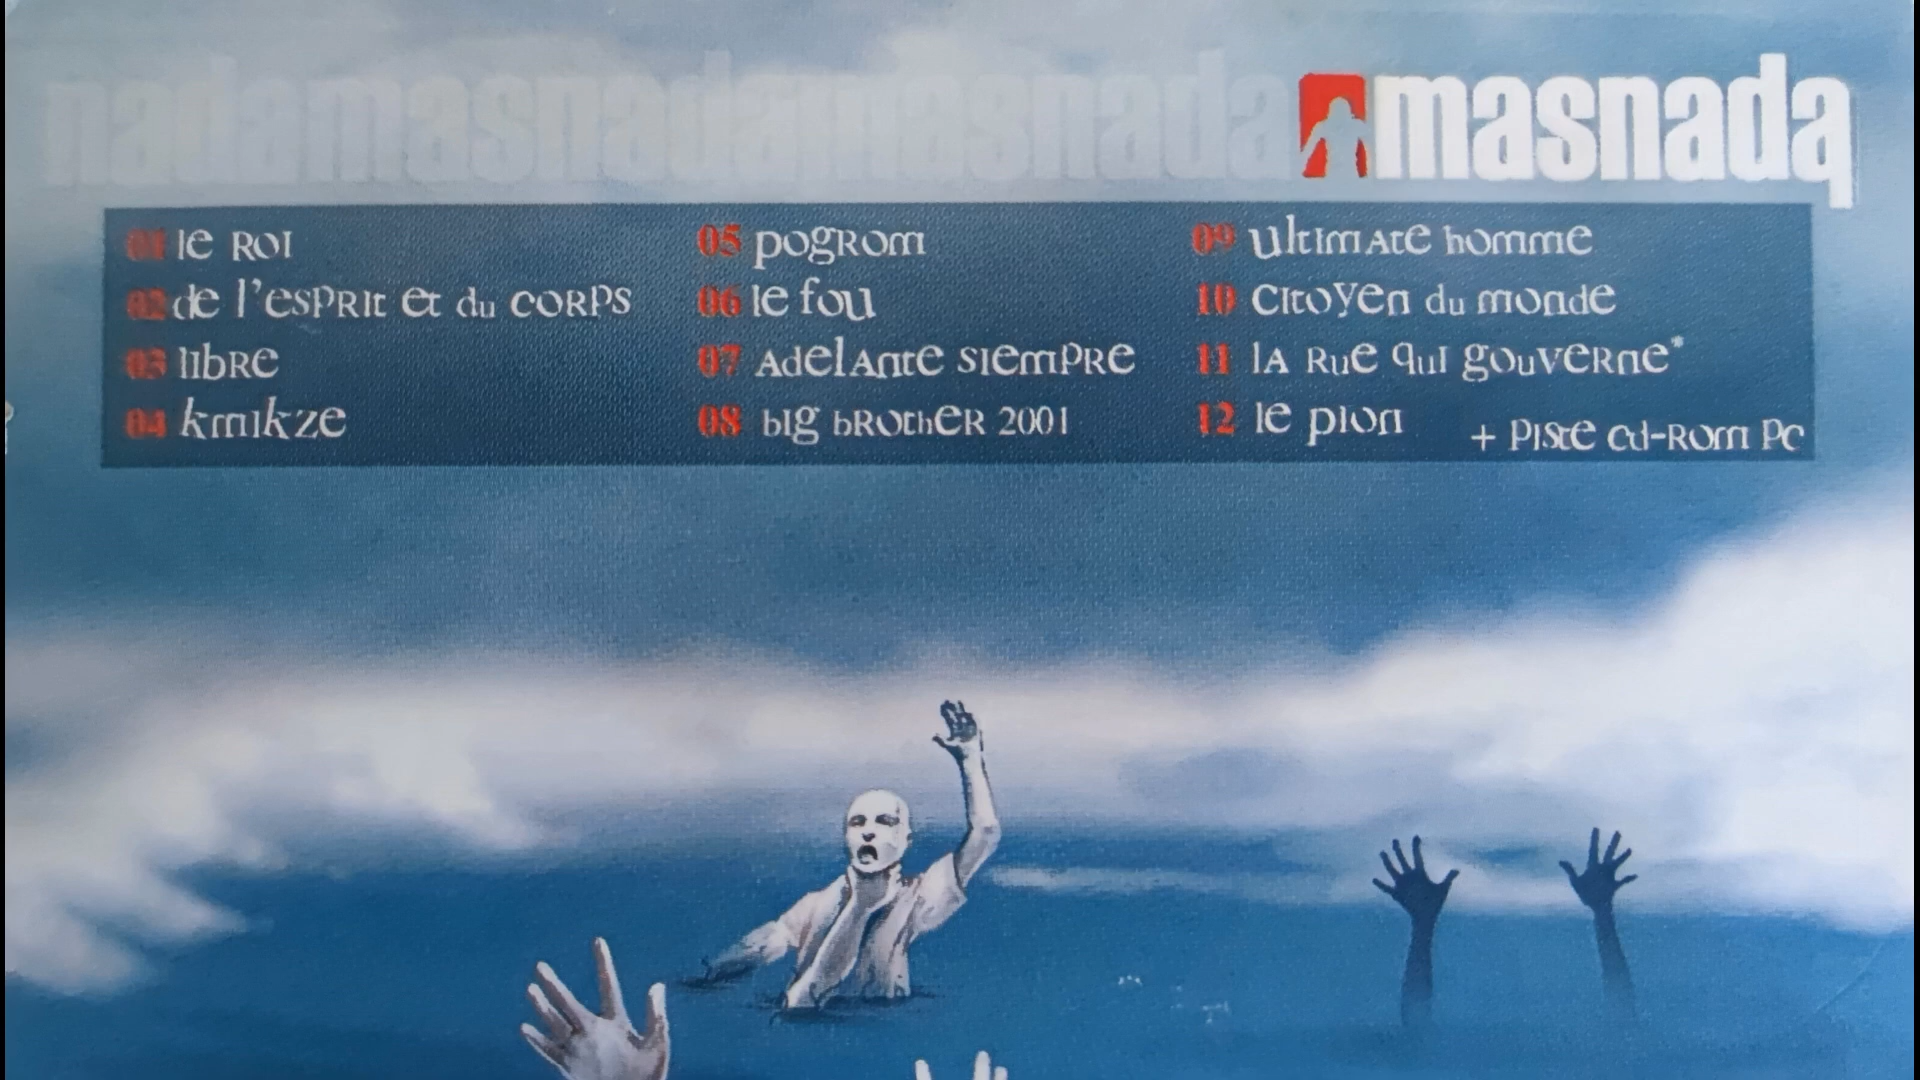 nadamasnadamasnada masnada
01 le roi
02 de l'esprit et du corps
03 libre
04 kmikze
05 pogrom
06 le fou
07 Adelante siempre
08 big brother 2001
09 ultimate homme
10 citoyen du monde
11 la rue qui gouverne*
12 le pion
+ piste cd-rom pc